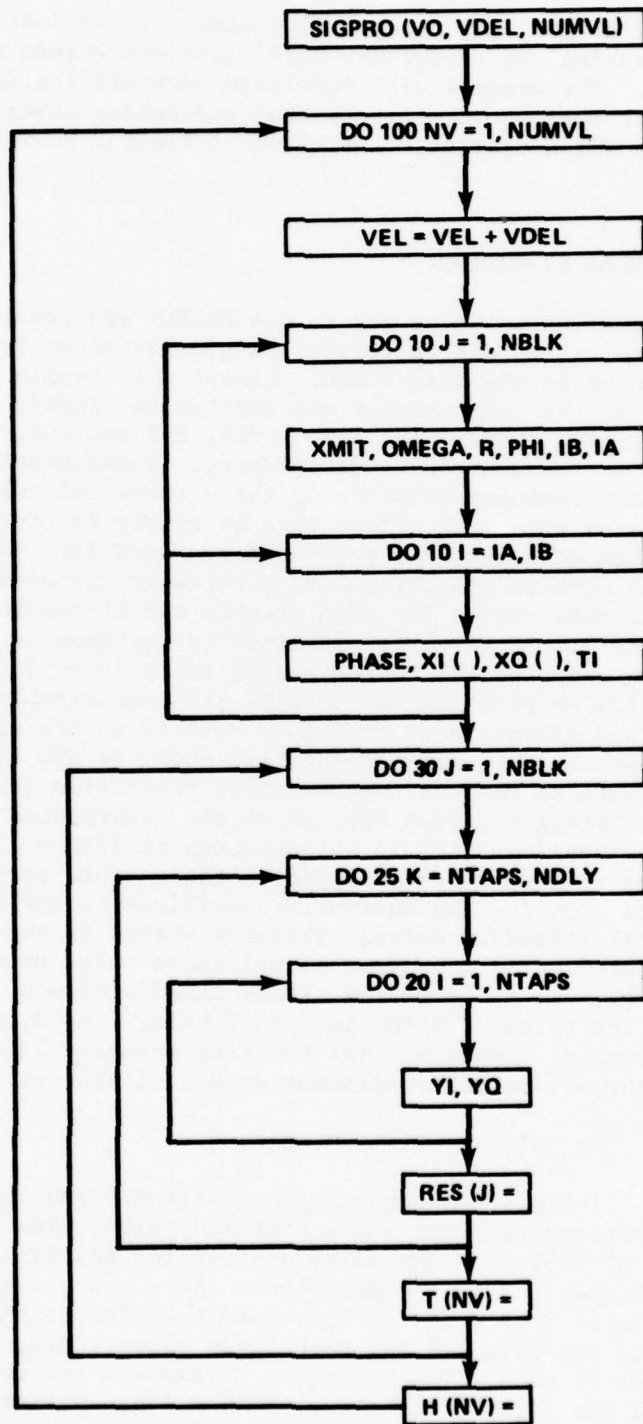 SIGPRO (VO, VDEL, NUMVL)
DO 100 NV = 1, NUMVL
VEL = VEL + VDEL
DO 10 J = 1, NBLK
XMIT, OMEGA, R, PHI, IB, IA
DO 10 I = IA, IB
PHASE, XI ( ), XQ ( ), TI
DO 30 J = 1, NBLK
DO 25 K = NTAPS, NDLY
DO 20 I = 1, NTAPS
YI, YQ
RES (J) =
T (NV) =
H (NV) =